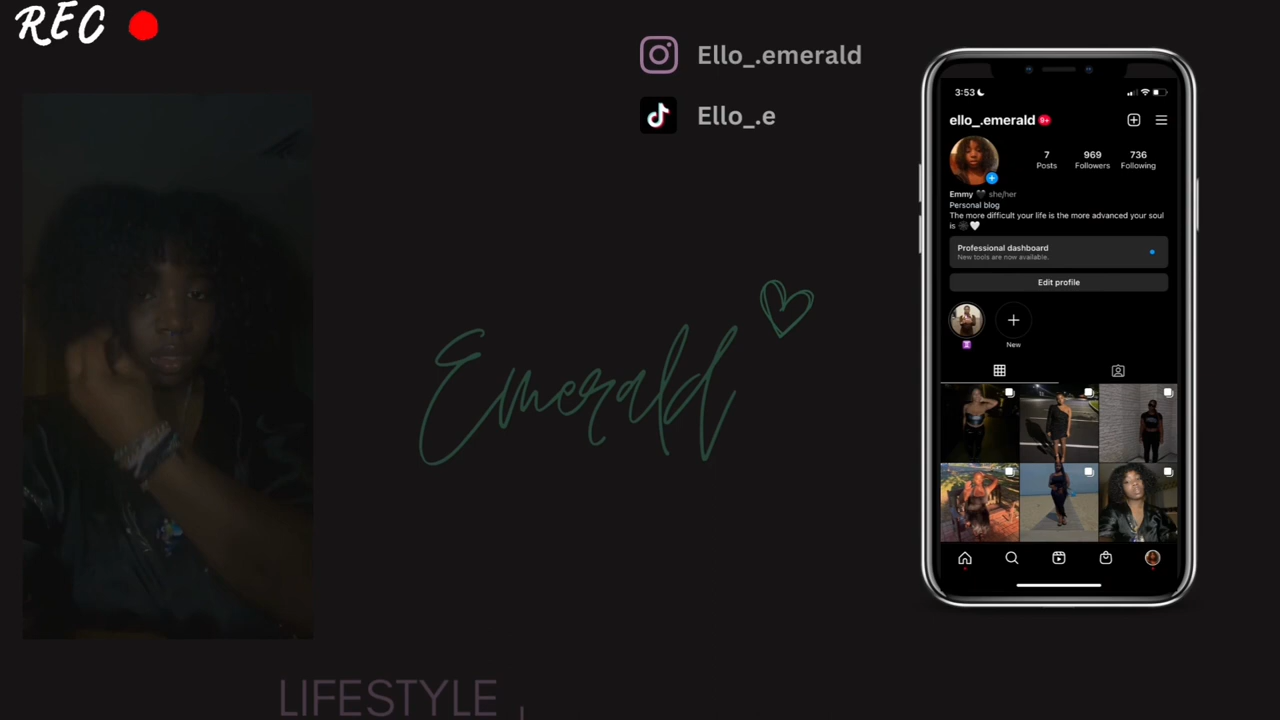 REC
Ello_.emerald
Ello_.e
Emerald
LIFESTYLE
3:53
ello_.emerald 9+
7 969 736
Posts Followers Following
Emmy 🖤 she/her
Personal blog
The more difficult your life is the more advanced your soul
is 🕷️🤍
Professional dashboard
New tools are now available.
Edit profile
New